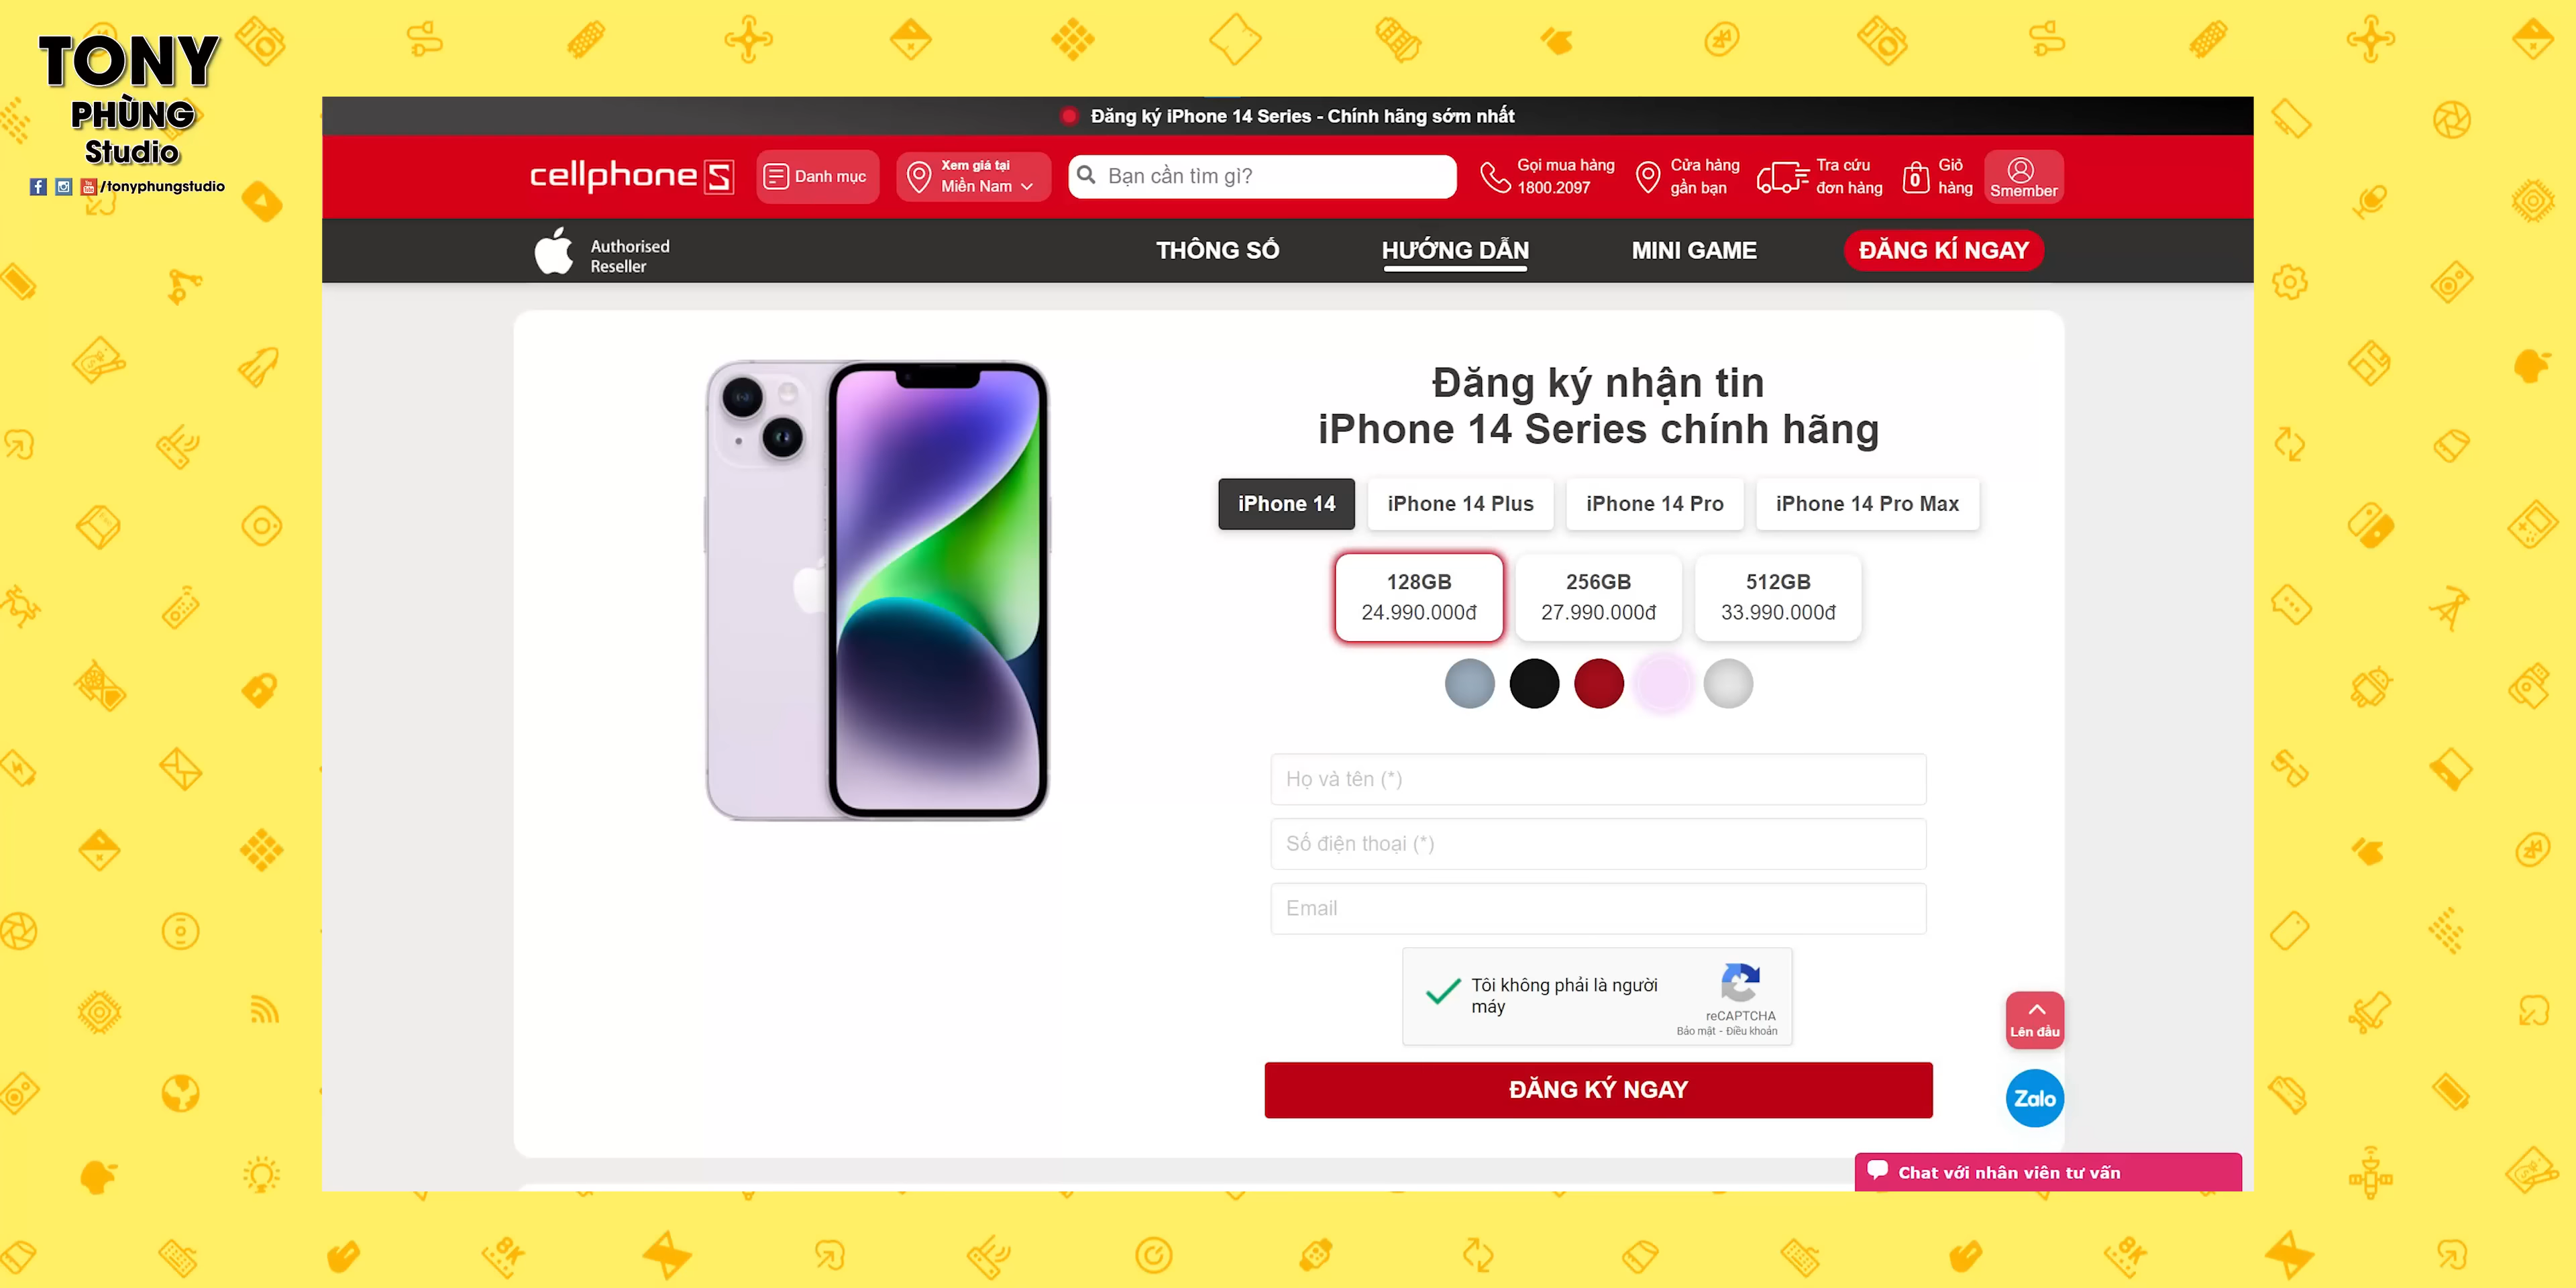 TONY
PHÙNG
Studio
/tonyphungstudio
Đăng ký iPhone 14 Series - Chính hãng sớm nhất
cellphoneS
Danh mục
Xem giá tại
Miền Nam
Bạn cần tìm gì?
Gọi mua hàng
1800.2097
Cửa hàng
gần bạn
Tra cứu
đơn hàng
0
Giỏ
hàng
Smember
Authorised
Reseller
THÔNG SỐ
HƯỚNG DẪN
MINI GAME
ĐĂNG KÍ NGAY
Đăng ký nhận tin
iPhone 14 Series chính hãng
iPhone 14
iPhone 14 Plus
iPhone 14 Pro
iPhone 14 Pro Max
128GB
24.990.000đ
256GB
27.990.000đ
512GB
33.990.000đ
Họ và tên (*)
Số điện thoại (*)
Email
Tôi không phải là người
máy
reCAPTCHA
Bảo mật - Điều khoản
ĐĂNG KÝ NGAY
Lên đầu
Zalo
Chat với nhân viên tư vấn
8K
8K